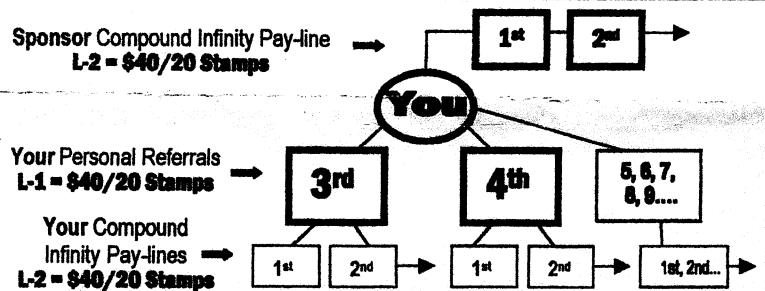 Sponsor Compound Infinity Pay-line
L-2 = $40/20 Stamps
1st 2nd
You
Your Personal Referrals
L-1 = $40/20 Stamps
3rd 4th 5, 6, 7,
8, 9....
Your Compound
Infinity Pay-lines
L-2 = $40/20 Stamps
1st 2nd 1st 2nd 1st, 2nd...